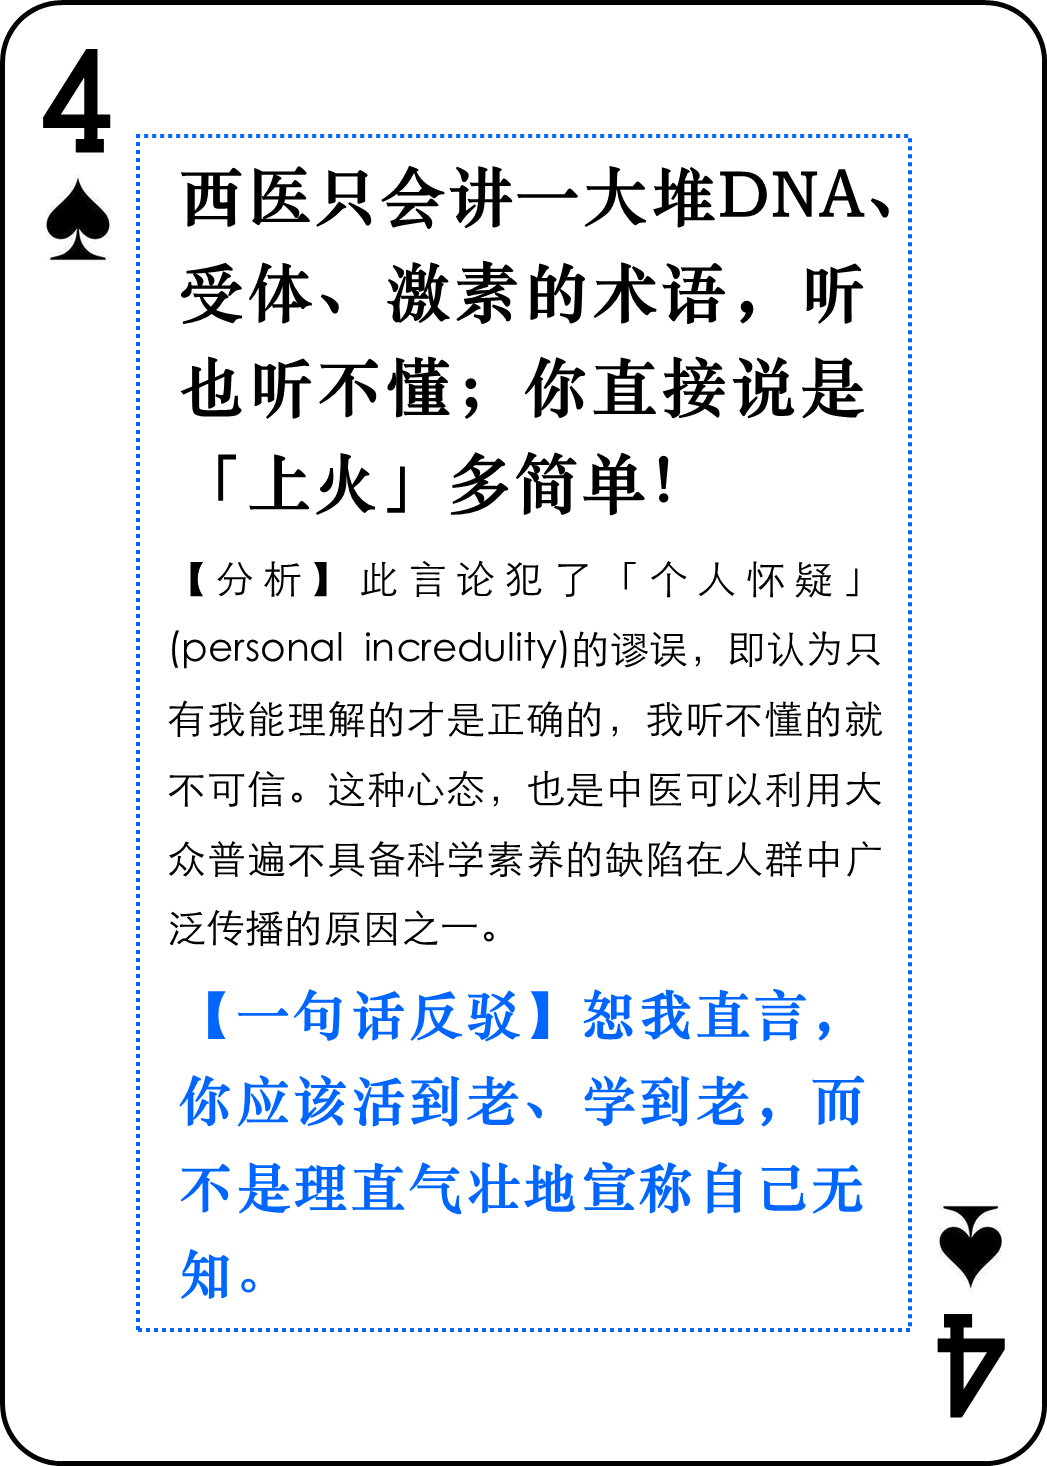 4
西医只会讲一大堆DNA、
受体、激素的术语，听
也听不懂；你直接说是
「上火」多简单！
【分析】此言论犯了「个人怀疑」
(personal incredulity)的谬误，即认为只
有我能理解的才是正确的，我听不懂的就
不可信。这种心态，也是中医可以利用大
众普遍不具备科学素养的缺陷在人群中广
泛传播的原因之一。
【一句话反驳】恕我直言，
你应该活到老、学到老，而
不是理直气壮地宣称自己无
知。
4